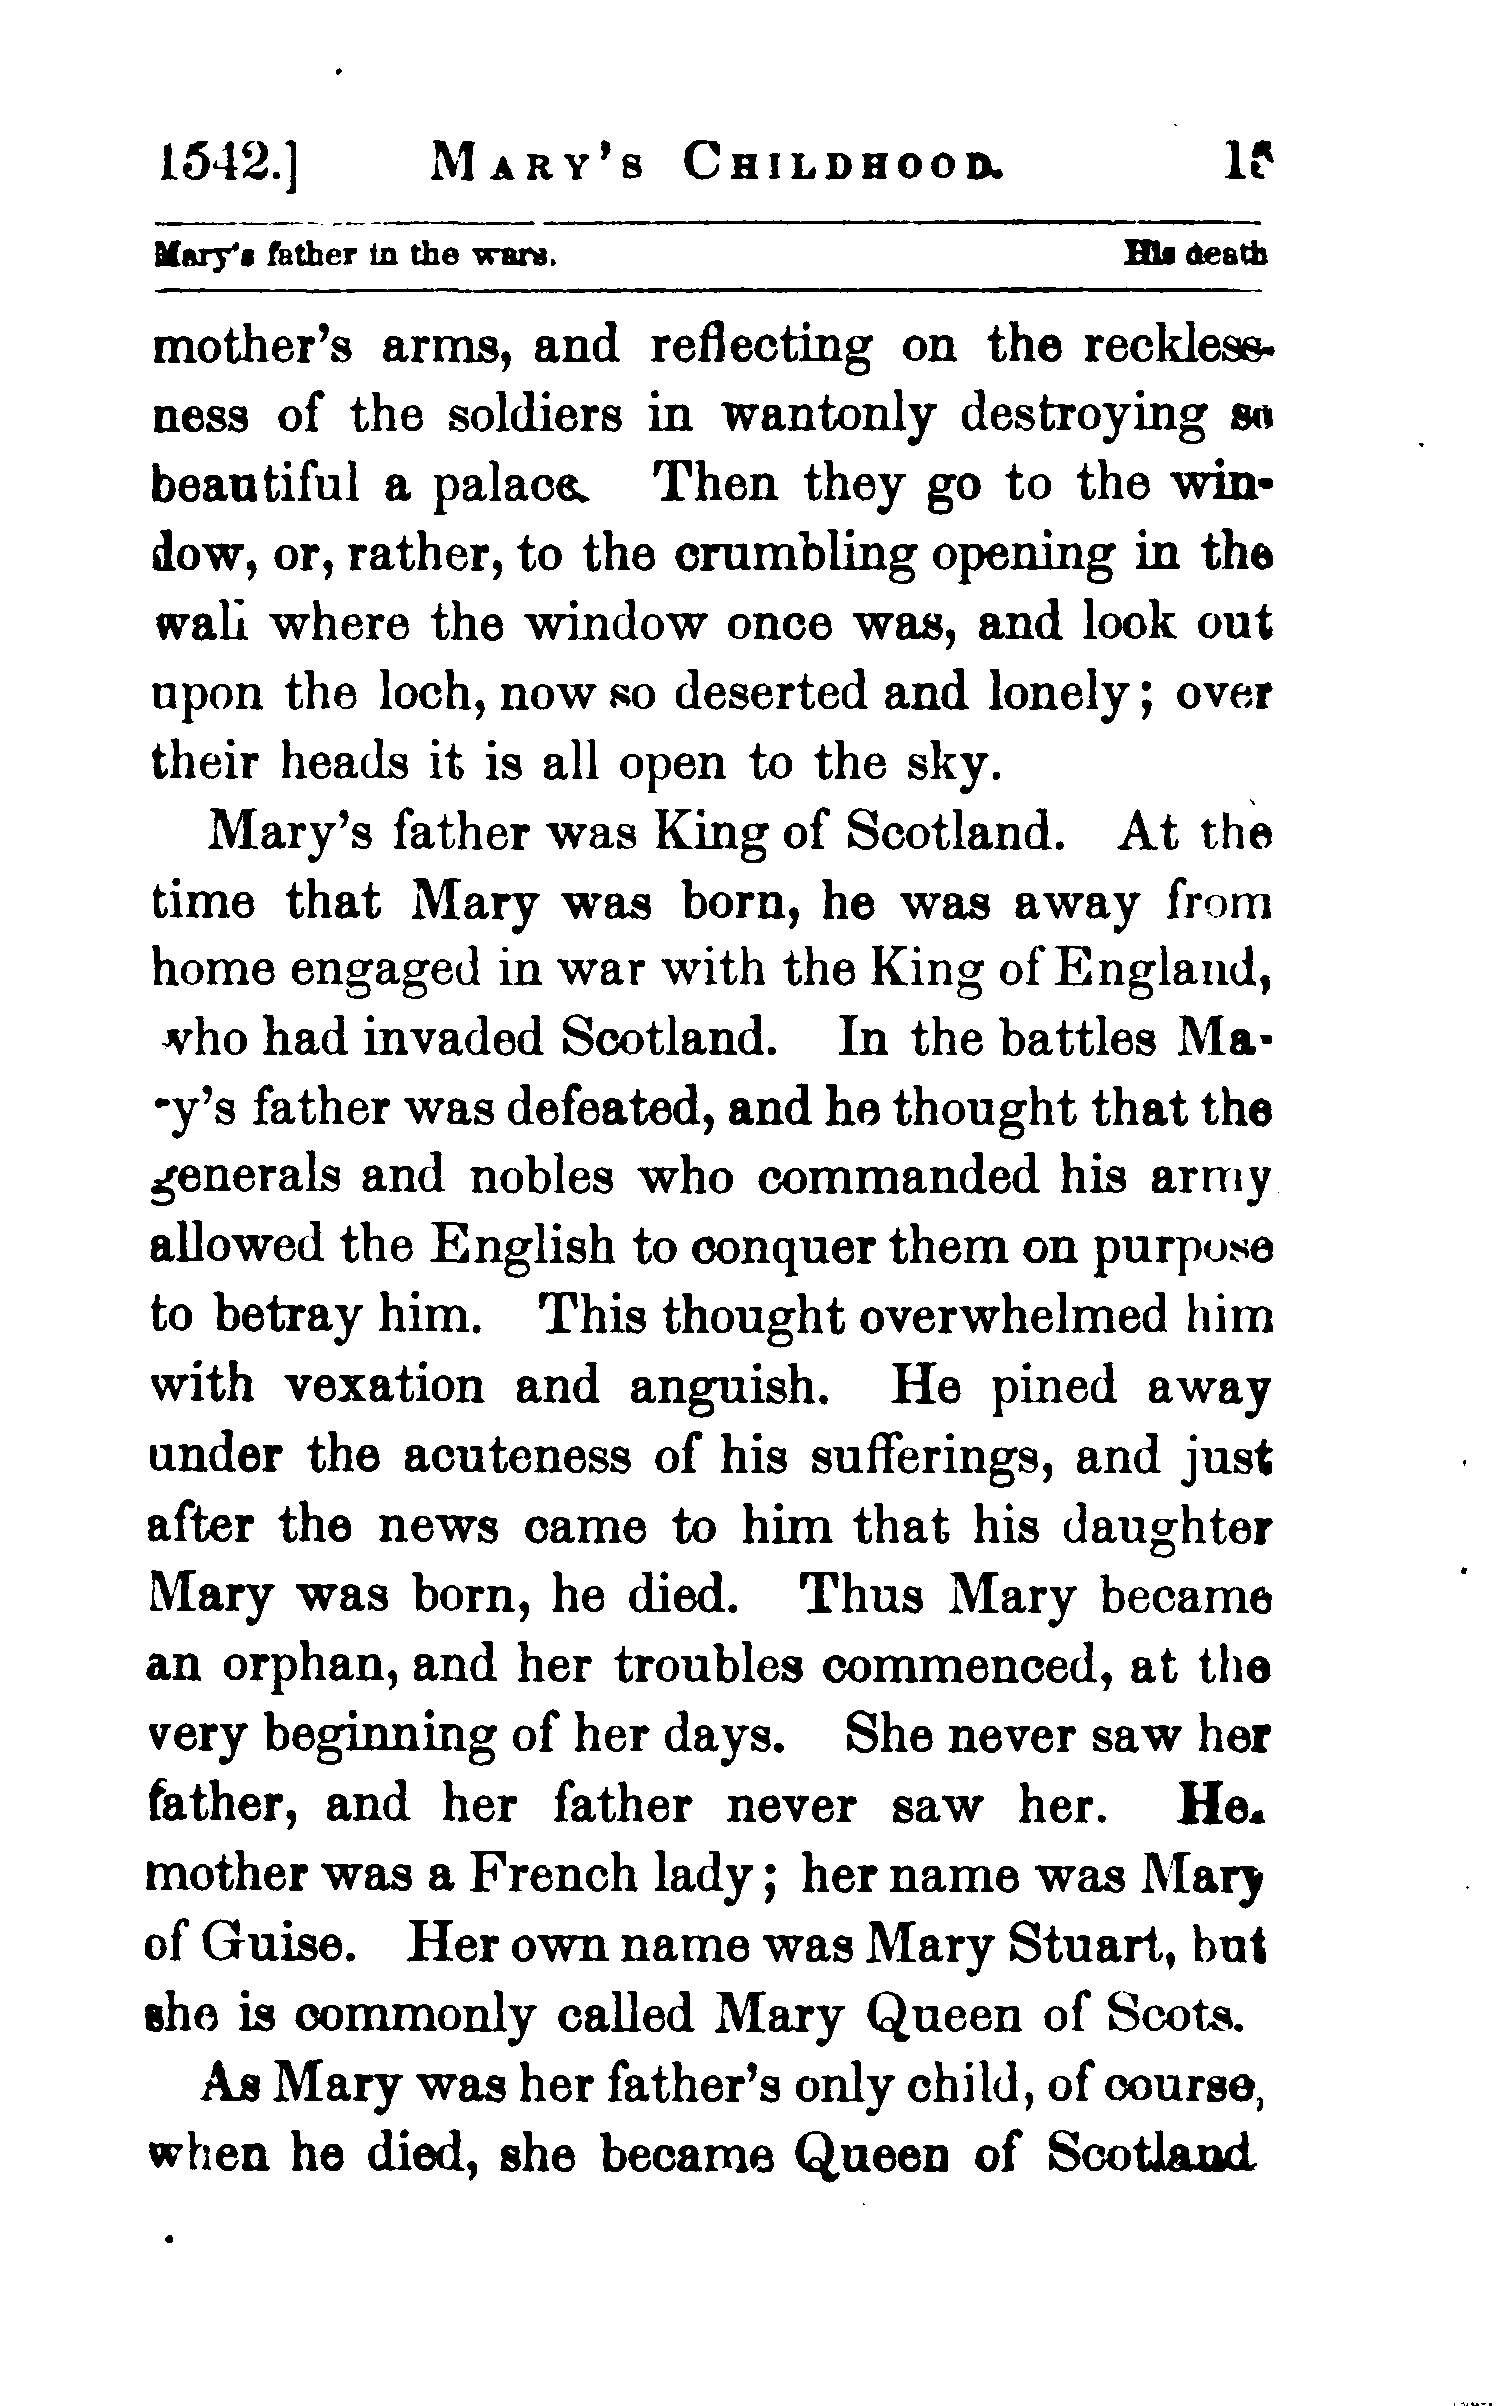 1542.] MARY'S CHILDHOOD.
Mary's father in the wars. His death
mother's arms, and reflecting on the reckless-
ness of the soldiers in wantonly destroying so
beautiful a palace. Then they go to the win-
dow, or, rather, to the crumbling opening in the
wall where the window once was, and look out
upon the loch, now so deserted and lonely; over
their heads it is all open to the sky.
Mary's father was King of Scotland. At the
time that Mary was born, he was away from
home engaged in war with the King of England,
who had invaded Scotland. In the battles Ma-
ry's father was defeated, and he thought that the
generals and nobles who commanded his army
allowed the English to conquer them on purpose
to betray him. This thought overwhelmed him
with vexation and anguish. He pined away
under the acuteness of his sufferings, and just
after the news came to him that his daughter
Mary was born, he died. Thus Mary became
an orphan, and her troubles commenced, at the
very beginning of her days. She never saw her
father, and her father never saw her. Her
mother was a French lady; her name was Mary
of Guise. Her own name was Mary Stuart, but
she is commonly called Mary Queen of Scots.
As Mary was her father's only child, of course,
when he died, she became Queen of Scotland